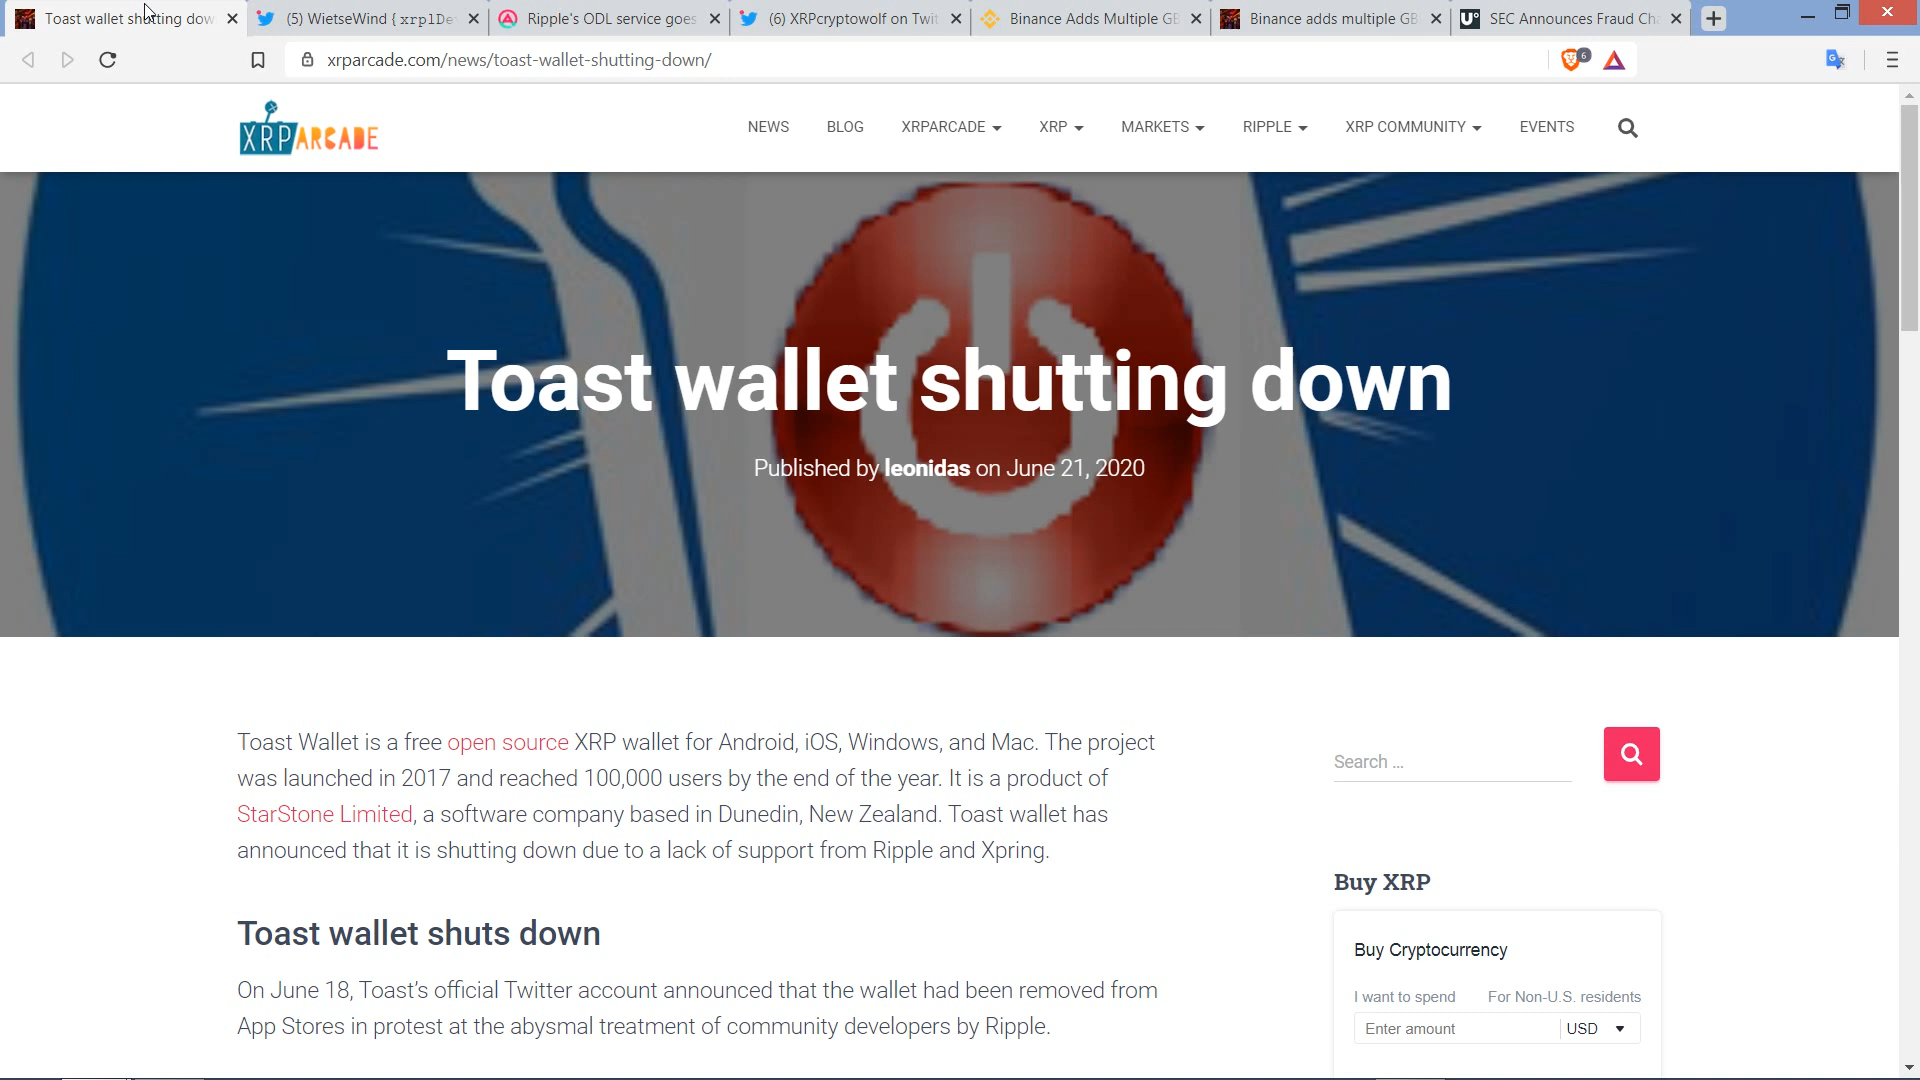 Toast wallet shutting dow
(5) WietseWind { xrplDe
Ripple's ODL service goes
(6) XRPcryptowolf on Twit
Binance Adds Multiple GB
Binance adds multiple GB
U°
SEC Announces Fraud Ch
xrparcade.com/news/toast-wallet-shutting-down/
6
XRPARCADE
NEWS
BLOG
XRPARCADE
XRP
MARKETS
RIPPLE
XRP COMMUNITY
EVENTS
Toast wallet shutting down
Published by leonidas on June 21, 2020
Toast Wallet is a free open source XRP wallet for Android, iOS, Windows, and Mac. The project
was launched in 2017 and reached 100,000 users by the end of the year. It is a product of
StarStone Limited, a software company based in Dunedin, New Zealand. Toast wallet has
announced that it is shutting down due to a lack of support from Ripple and Xpring.
Toast wallet shuts down
On June 18, Toast’s official Twitter account announced that the wallet had been removed from
App Stores in protest at the abysmal treatment of community developers by Ripple.
Search …
Buy XRP
Buy Cryptocurrency
I want to spend
For Non-U.S. residents
Enter amount
USD